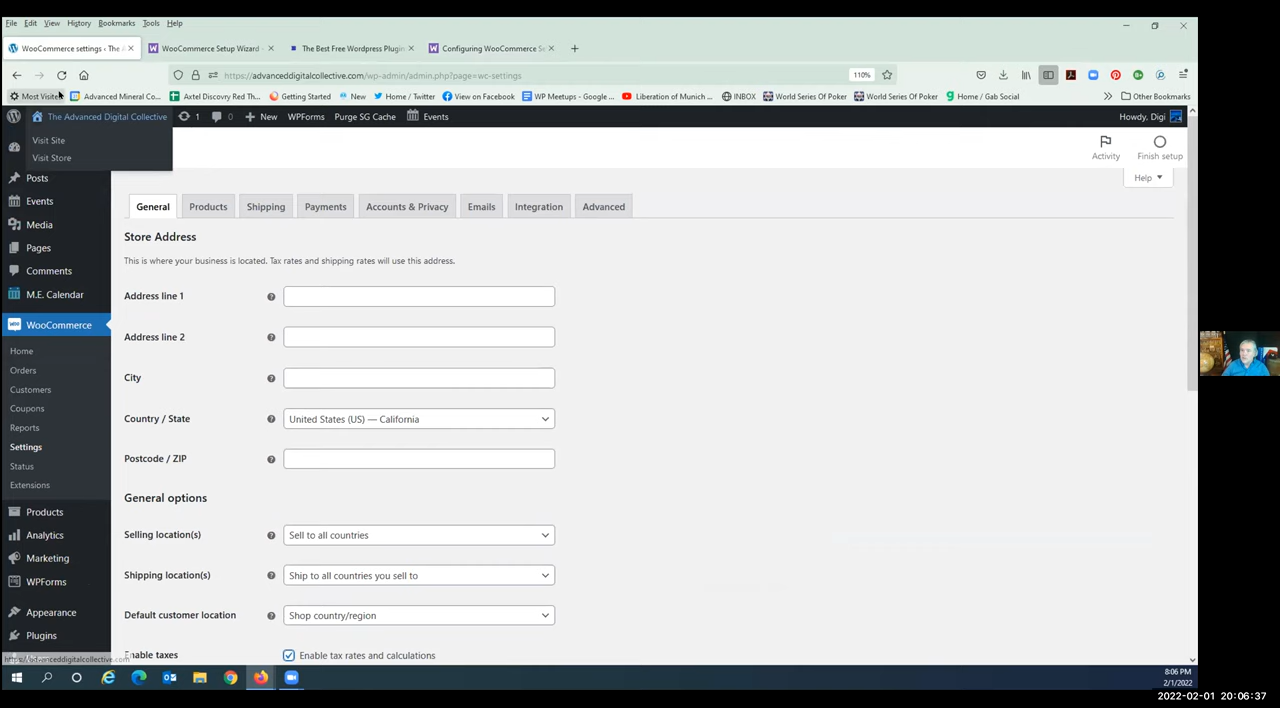 File Edit View History Bookmarks Tools Help
WooCommerce settings ‹ The A
WooCommerce Setup Wizard -
The Best Free Wordpress Plugin
Configuring WooCommerce Se
https://advanceddigitalcollective.com/wp-admin/admin.php?page=wc-settings
110%
Most Visited
Advanced Mineral Co...
Artel Discovry Red Th...
Getting Started
New
Home / Twitter
View on Facebook
WP Meetups - Google ...
Liberation of Munich ...
INBOX
World Series Of Poker
World Series Of Poker
Home / Gab Social
Other Bookmarks
The Advanced Digital Collective
1
0
New
WPForms
Purge SG Cache
Events
Howdy, Digi
Visit Site
Visit Store
Activity
Finish setup
Help
Posts
Events
Media
Pages
Comments
M.E. Calendar
WooCommerce
Home
Orders
Customers
Coupons
Reports
Settings
Status
Extensions
Products
Analytics
Marketing
WPForms
Appearance
Plugins
https://advanceddigitalcollective.com
General
Products
Shipping
Payments
Accounts & Privacy
Emails
Integration
Advanced
Store Address
This is where your business is located. Tax rates and shipping rates will use this address.
Address line 1
Address line 2
City
Country / State
United States (US) — California
Postcode / ZIP
General options
Selling location(s)
Sell to all countries
Shipping location(s)
Ship to all countries you sell to
Default customer location
Shop country/region
Enable taxes
Enable tax rates and calculations
8:06 PM
2/1/2022
2022-02-01 20:06:37